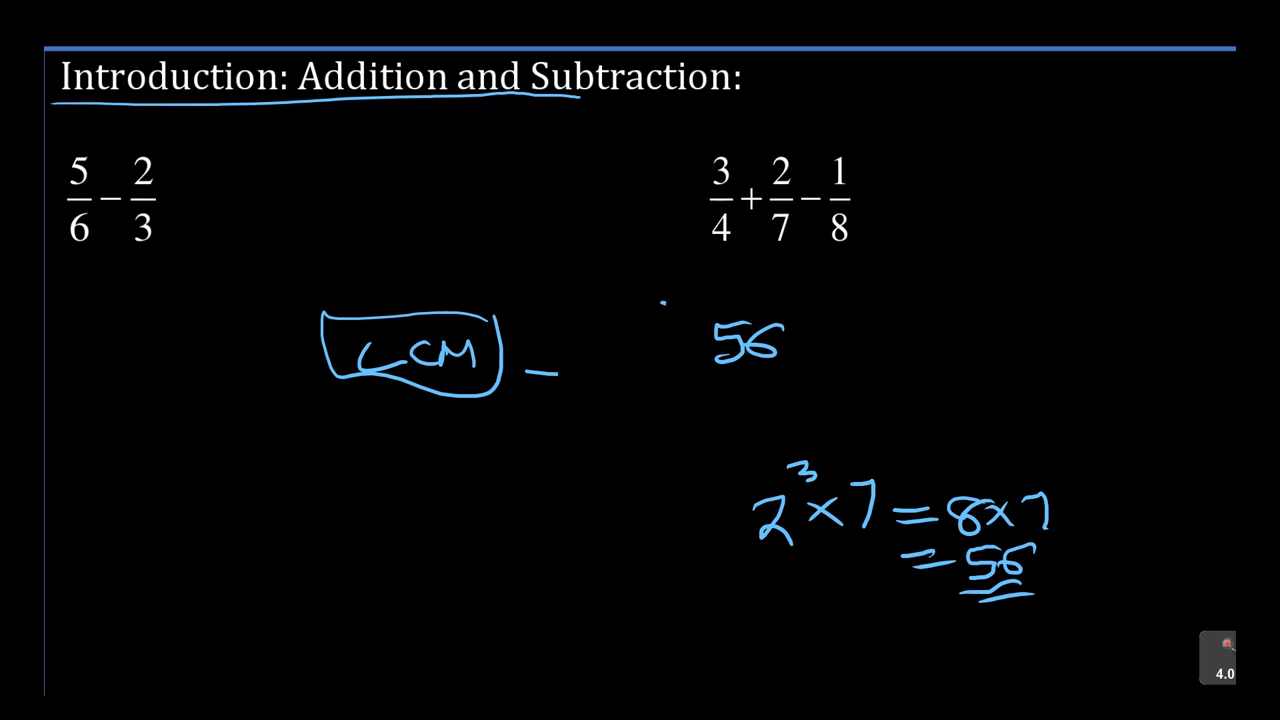 Introduction: Addition and Subtraction:
5/6 − 2/3
3/4 + 2/7 − 1/8
LCM —
56
2³ × 7 = 8 × 7
= 56
4.0